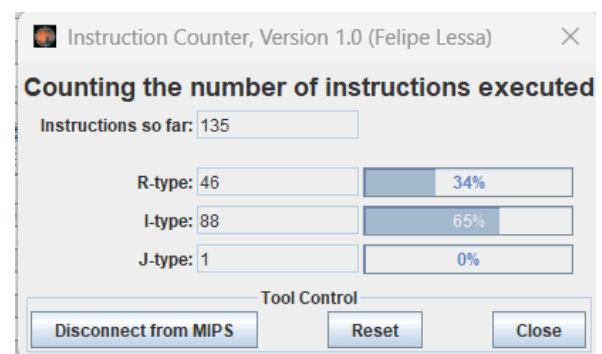 Instruction Counter, Version 1.0 (Felipe Lessa)
Counting the number of instructions executed
Instructions so far: 135
R-type: 46 34%
I-type: 88 65%
J-type: 1 0%
Tool Control
Disconnect from MIPS Reset Close